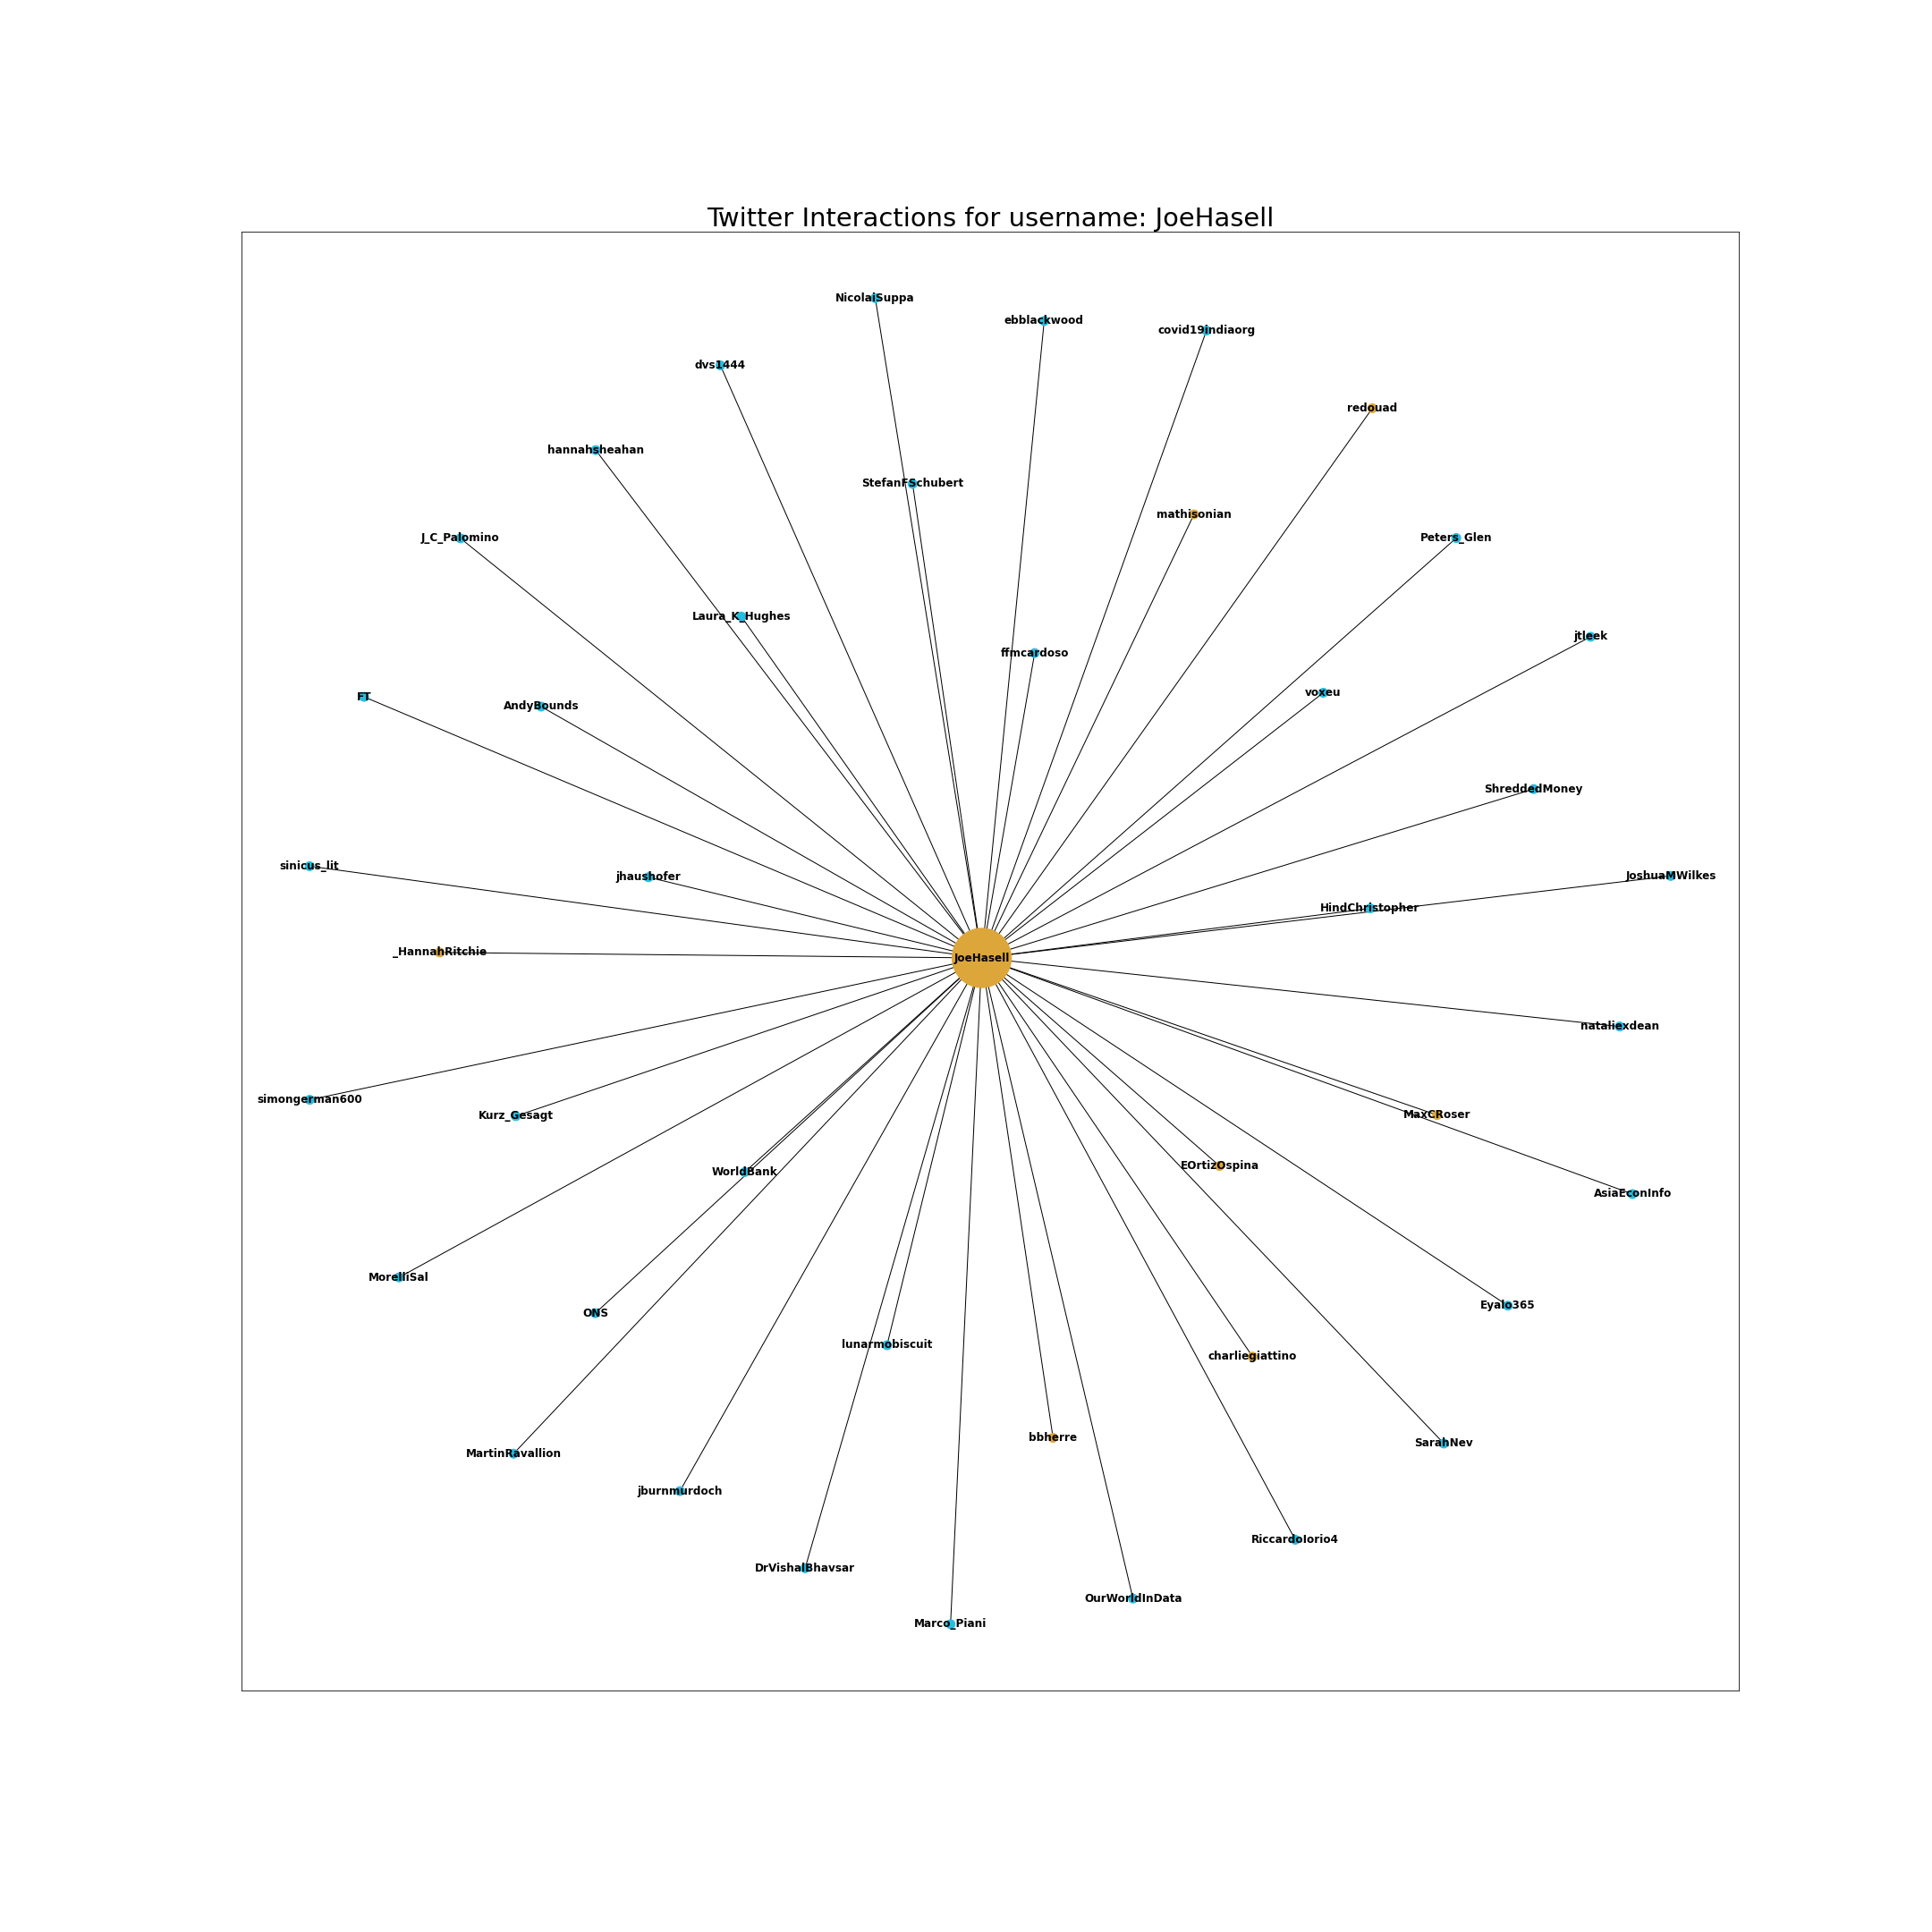 Twitter Interactions for username: JoeHasell
NicolaiSuppa
ebblackwood
covid19indiaorg
dvs1444
redouad
hannahsheahan
StefanFSchubert
mathisonian
J_C_Palomino
Peters_Glen
Laura_K_Hughes
jtleek
ffmcardoso
voxeu
FT
AndyBounds
ShreddedMoney
sinicus_lit
jhaushofer
JoshuaMWilkes
HindChristopher
_HannahRitchie
JoeHasell
nataliexdean
simongerman600
Kurz_Gesagt
MaxCRoser
WorldBank
EOrtizOspina
AsiaEconInfo
MorelliSal
ONS
Eyalo365
lunarmobiscuit
charliegiattino
bbherre
SarahNev
MartinRavallion
jburnmurdoch
RiccardoIorio4
DrVishalBhavsar
OurWorldInData
Marco_Piani